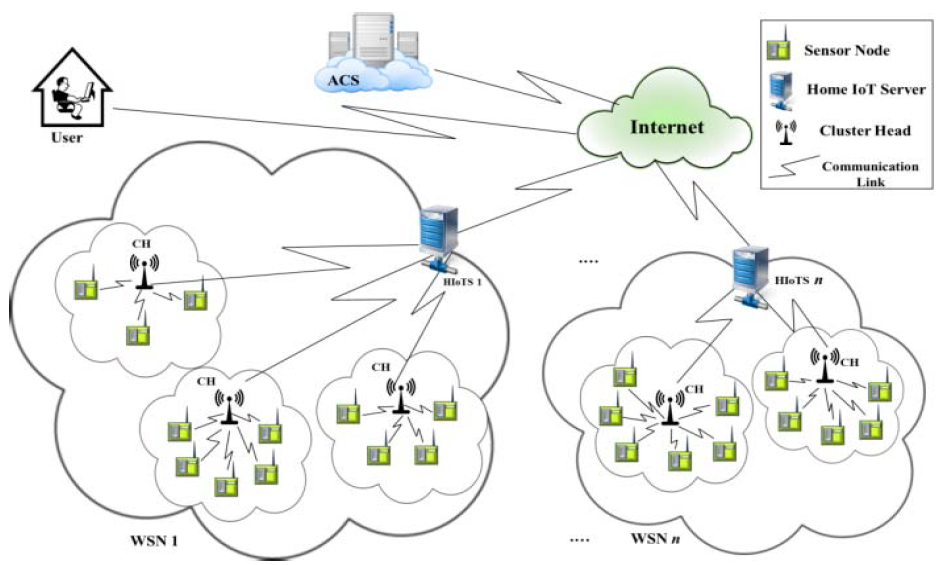 ACS
User
Internet
Sensor Node
Home IoT Server
Cluster Head
Communication
Link
CH
HIoTS 1
....
HIoTS n
CH
CH
CH
CH
WSN 1
....
WSN n